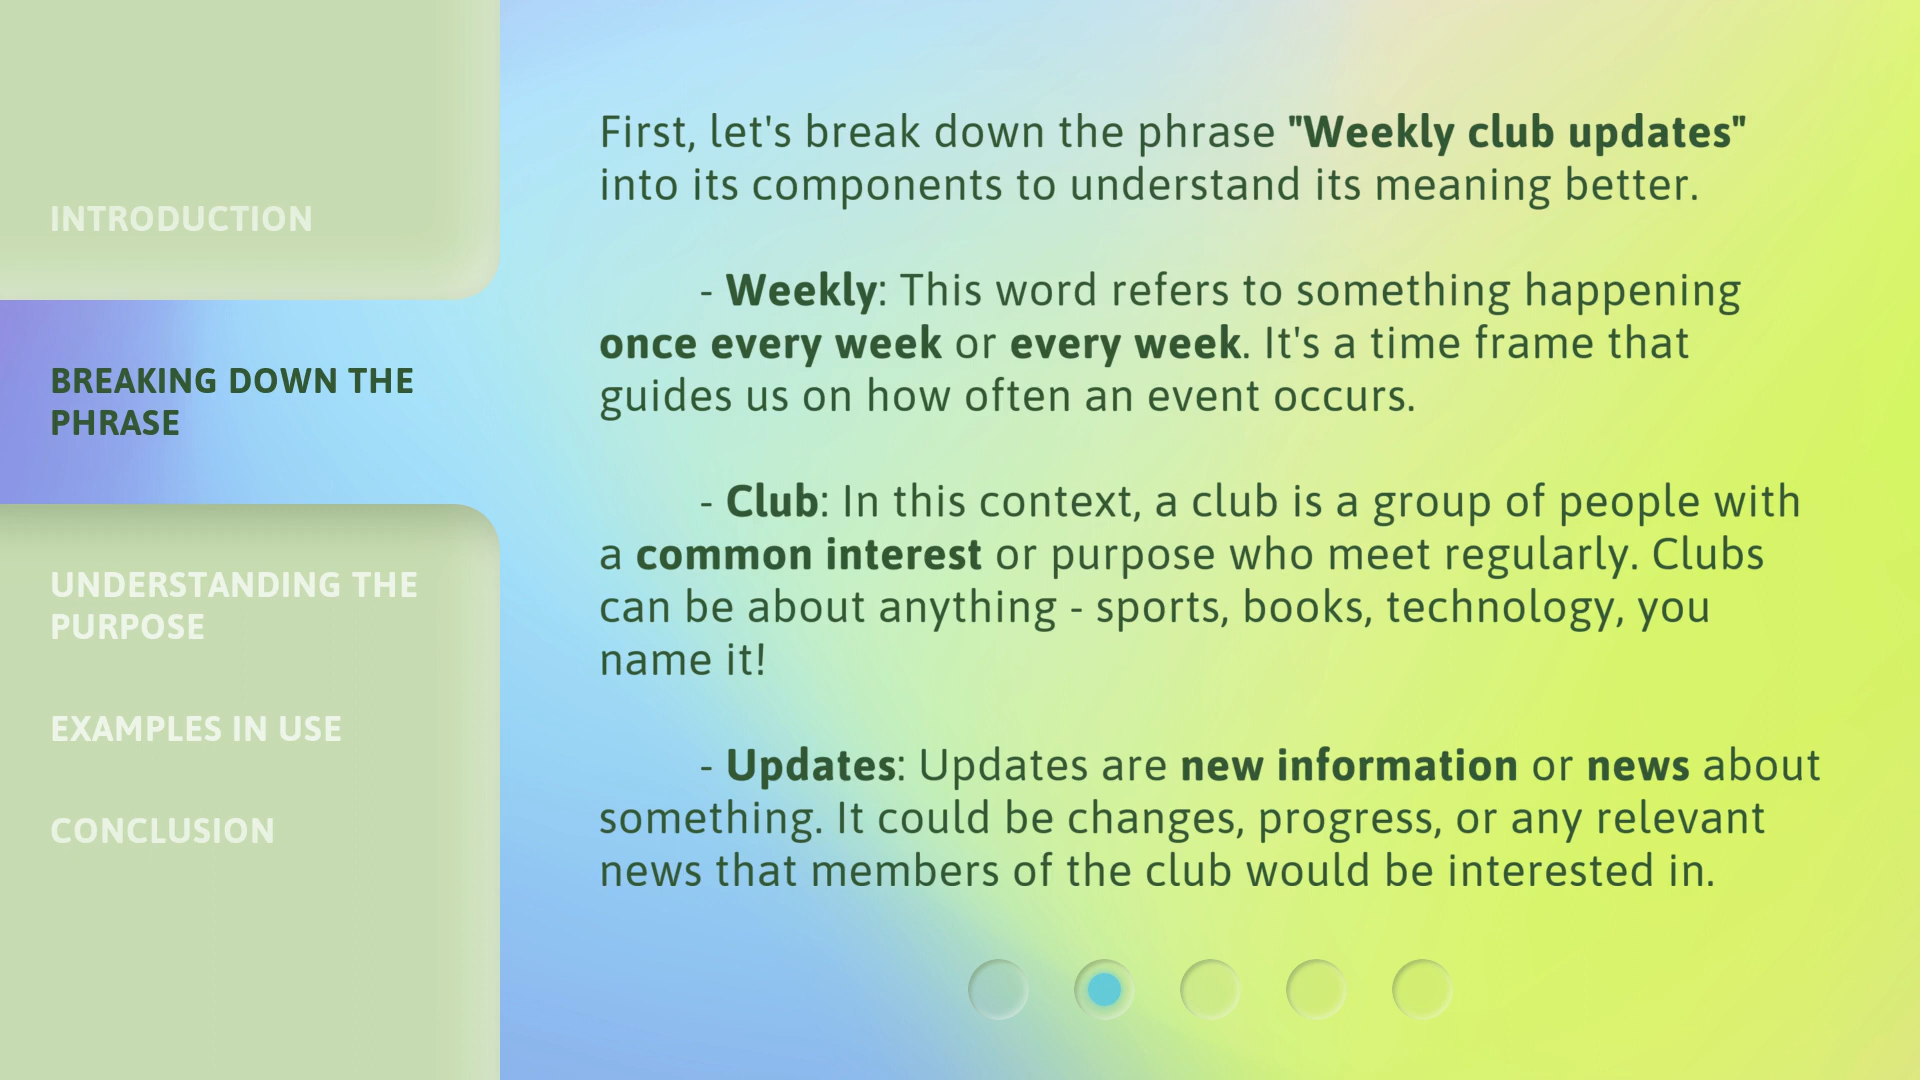 INTRODUCTION
BREAKING DOWN THE
PHRASE
UNDERSTANDING THE
PURPOSE
EXAMPLES IN USE
CONCLUSION
First, let's break down the phrase "Weekly club updates"
into its components to understand its meaning better.
- Weekly: This word refers to something happening
once every week or every week. It's a time frame that
guides us on how often an event occurs.
- Club: In this context, a club is a group of people with
a common interest or purpose who meet regularly. Clubs
can be about anything - sports, books, technology, you
name it!
- Updates: Updates are new information or news about
something. It could be changes, progress, or any relevant
news that members of the club would be interested in.